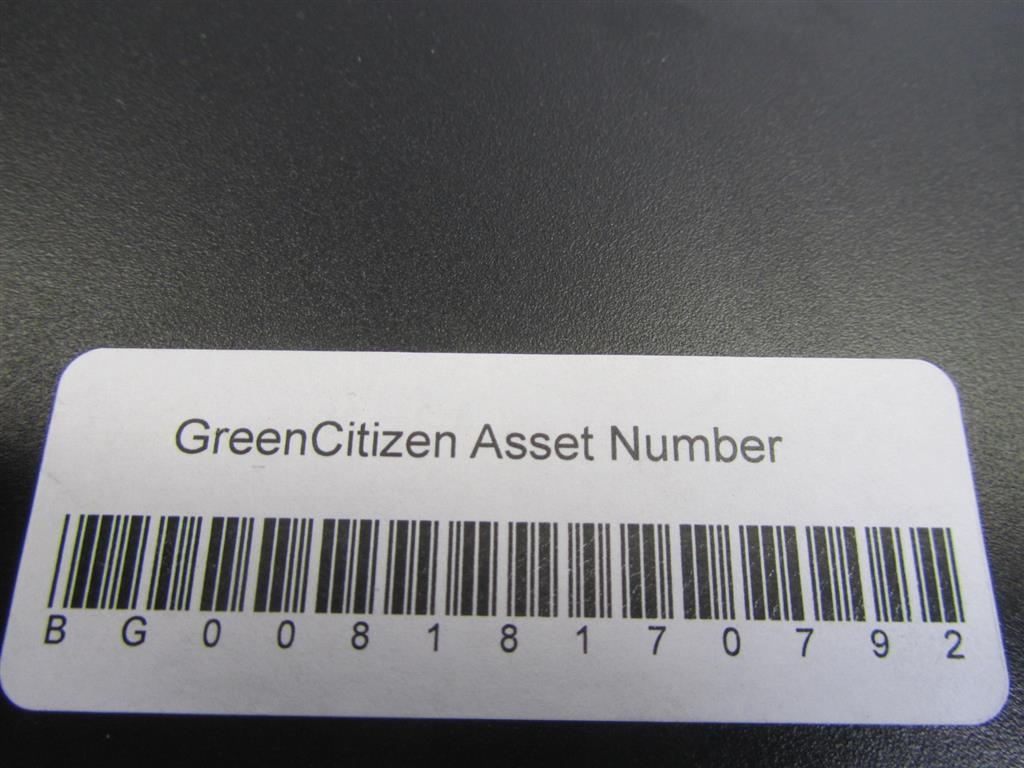 GreenCitizen Asset Number
B G 0 0 8 1 8 1 7 0 7 9 2